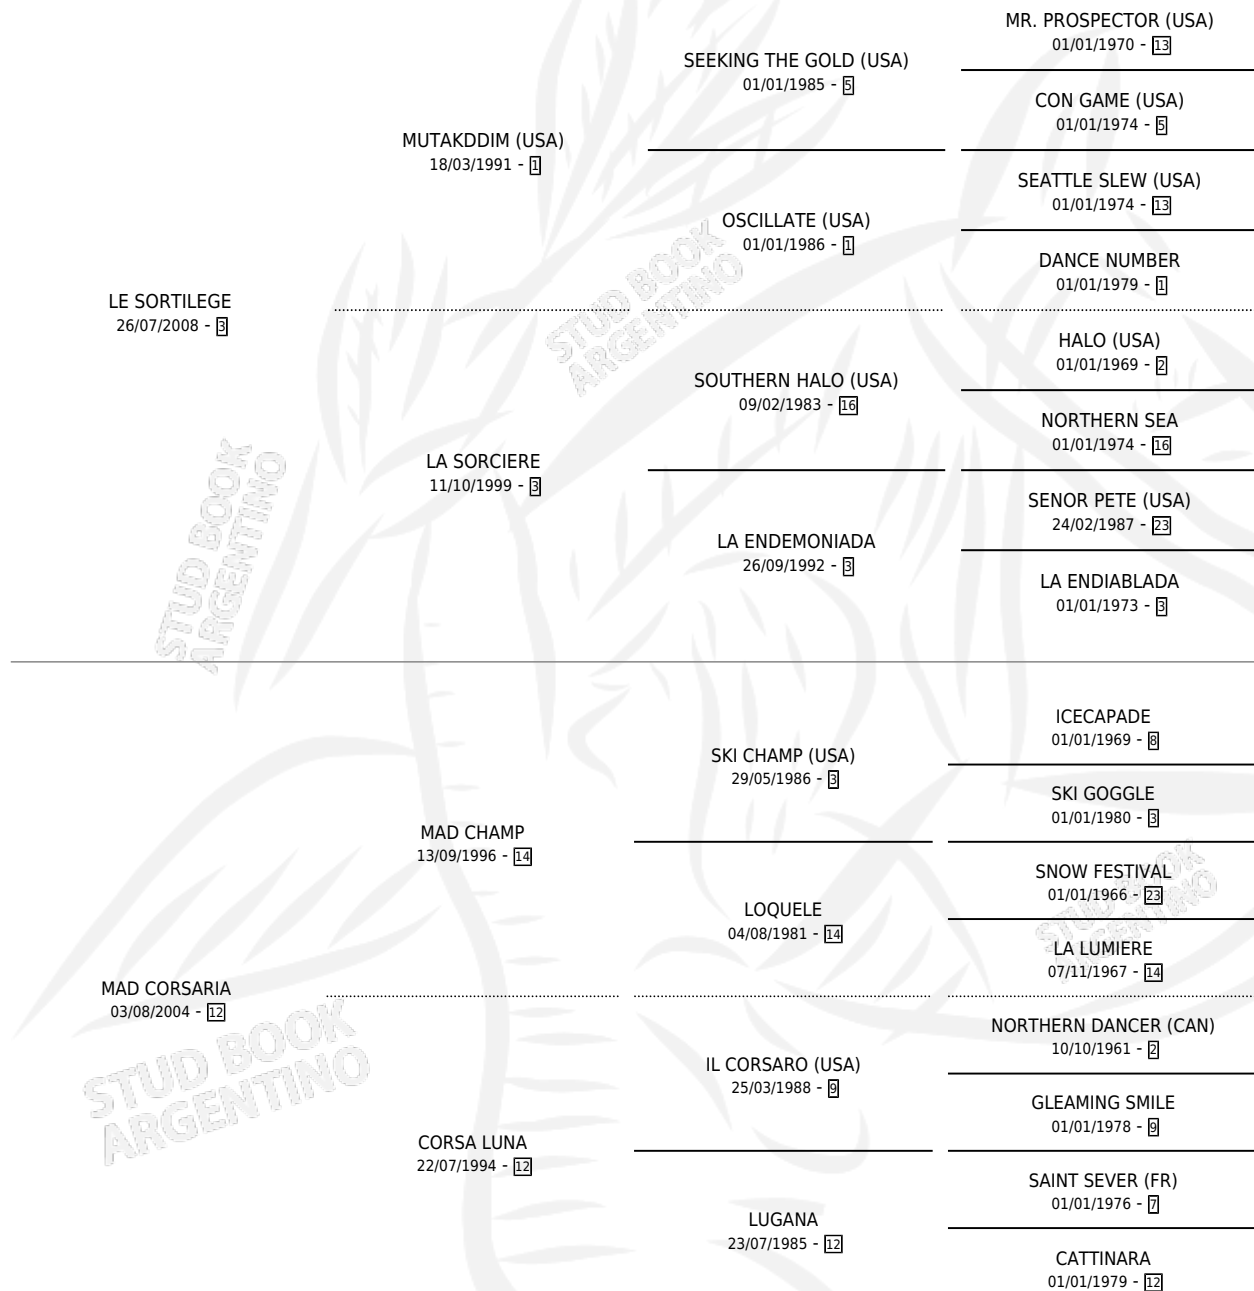 MR. PROSPECTOR (USA)
01/01/1970 - 13
SEEKING THE GOLD (USA)
01/01/1985 - 5
CON GAME (USA)
01/01/1974 - 5
MUTAKDDIM (USA)
18/03/1991 - 1
SEATTLE SLEW (USA)
01/01/1974 - 13
OSCILLATE (USA)
01/01/1986 - 1
DANCE NUMBER
01/01/1979 - 1
LE SORTILEGE
26/07/2008 - 3
HALO (USA)
01/01/1969 - 2
SOUTHERN HALO (USA)
09/02/1983 - 16
NORTHERN SEA
01/01/1974 - 16
LA SORCIERE
11/10/1999 - 3
SENOR PETE (USA)
24/02/1987 - 23
LA ENDEMONIADA
26/09/1992 - 3
LA ENDIABLADA
01/01/1973 - 3
ICECAPADE
01/01/1969 - 8
SKI CHAMP (USA)
29/05/1986 - 3
SKI GOGGLE
01/01/1980 - 3
MAD CHAMP
13/09/1996 - 14
SNOW FESTIVAL
01/01/1966 - 23
LOQUELE
04/08/1981 - 14
LA LUMIERE
07/11/1967 - 14
MAD CORSARIA
03/08/2004 - 12
NORTHERN DANCER (CAN)
10/10/1961 - 2
IL CORSARO (USA)
25/03/1988 - 9
GLEAMING SMILE
01/01/1978 - 9
CORSA LUNA
22/07/1994 - 12
SAINT SEVER (FR)
01/01/1976 - 7
LUGANA
23/07/1985 - 12
CATTINARA
01/01/1979 - 12
STUD BOOK
ARGENTINO
STUD BOOK
ARGENTINO
STUD BOOK
ARGENTINO
STUD BOOK
ARGENTINO